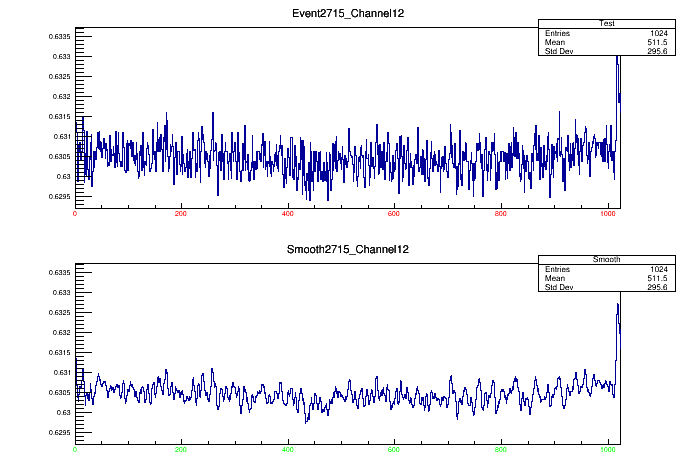 Event2715_Channel12
Test
Entries 1024
Mean 511.5
Std Dev 295.6
0.6335
0.633
0.6325
0.632
0.6315
0.631
0.6305
0.63
0.6295
0 200 400 600 800 1000
Smooth2715_Channel12
Smooth
Entries 1024
Mean 511.5
Std Dev 295.6
0.6335
0.633
0.6325
0.632
0.6315
0.631
0.6305
0.63
0.6295
0 200 400 600 800 1000